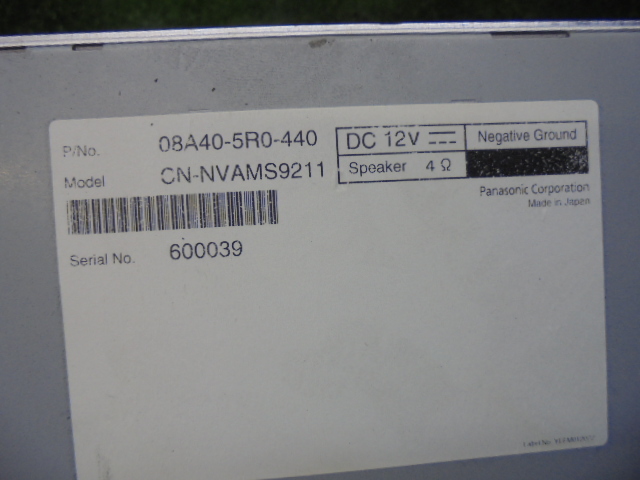 P/No. 08A40-5R0-440
Model CN-NVAMS9211
Serial No. 600039
DC 12V Negative Ground
Speaker 4 Ω
Panasonic Corporation
Made in Japan